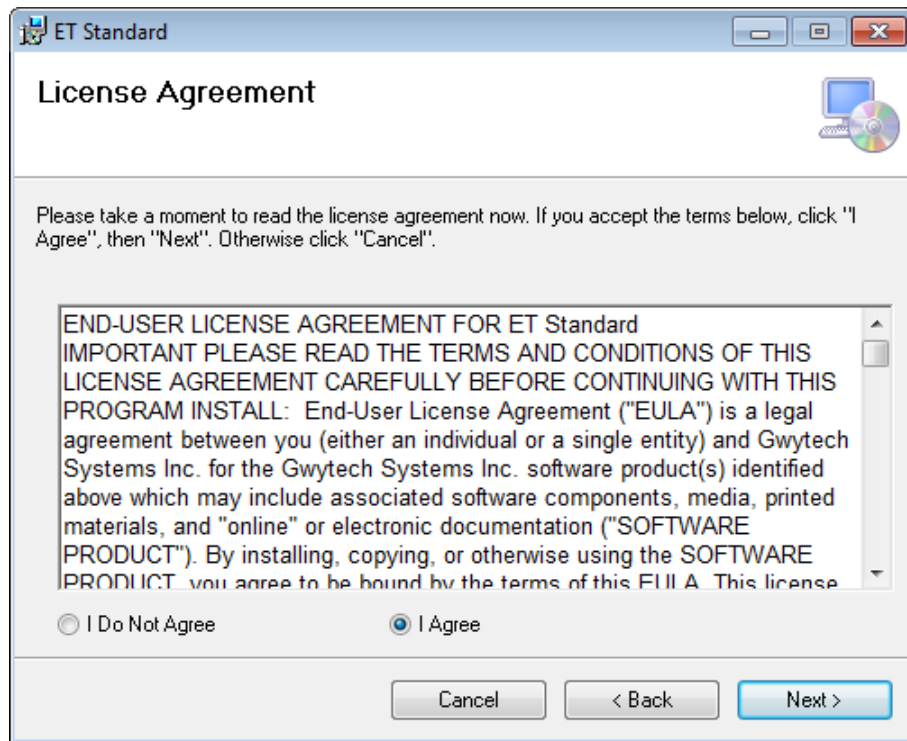 ET Standard
License Agreement
Please take a moment to read the license agreement now. If you accept the terms below, click "I
Agree", then "Next". Otherwise click "Cancel".
END-USER LICENSE AGREEMENT FOR ET Standard
IMPORTANT PLEASE READ THE TERMS AND CONDITIONS OF THIS
LICENSE AGREEMENT CAREFULLY BEFORE CONTINUING WITH THIS
PROGRAM INSTALL:  End-User License Agreement ("EULA") is a legal
agreement between you (either an individual or a single entity) and Gwytech
Systems Inc. for the Gwytech Systems Inc. software product(s) identified
above which may include associated software components, media, printed
materials, and "online" or electronic documentation ("SOFTWARE
PRODUCT"). By installing, copying, or otherwise using the SOFTWARE
PRODUCT, you agree to be bound by the terms of this EULA. This license
I Do Not Agree
I Agree
Cancel
< Back
Next >